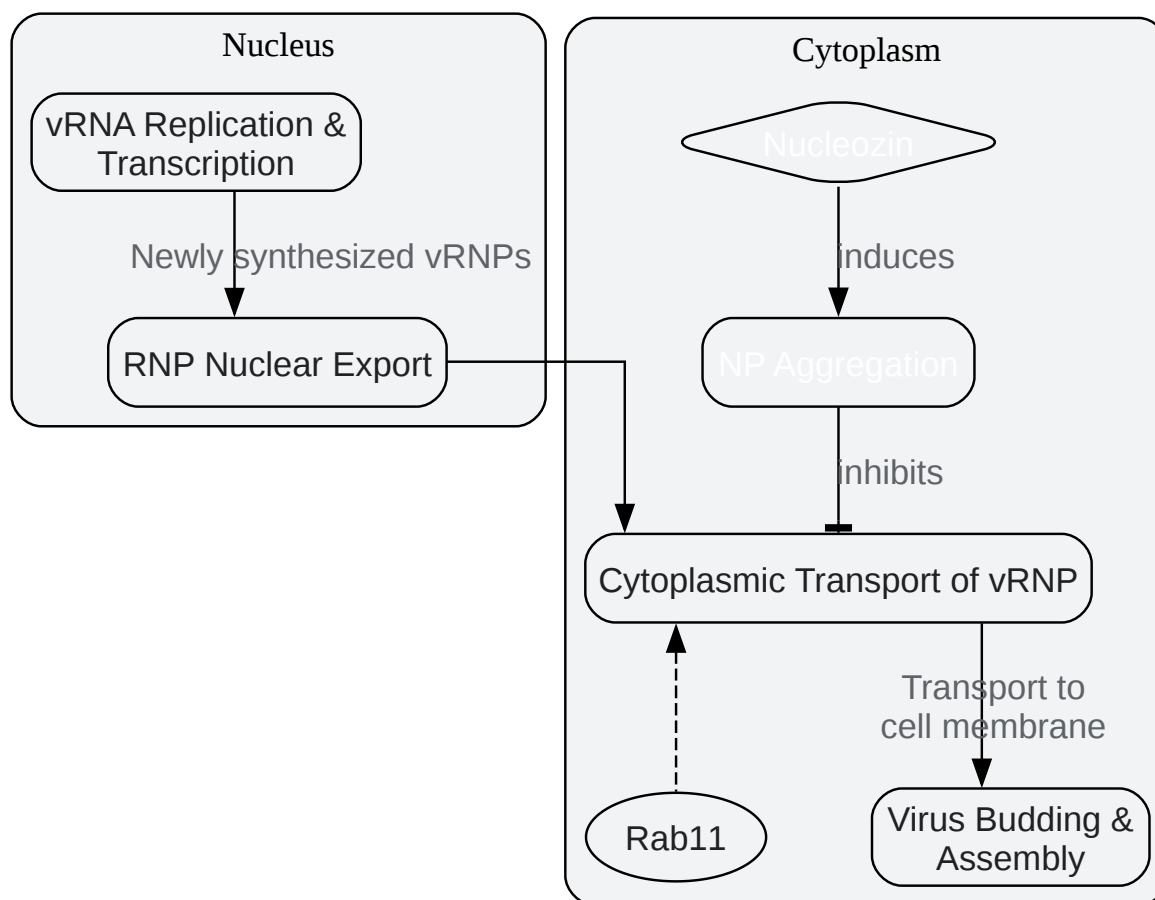 Nucleus
vRNA Replication &
Transcription
Newly synthesized vRNPs
RNP Nuclear Export
Cytoplasm
Nucleozin
induces
NP Aggregation
inhibits
Cytoplasmic Transport of vRNP
Transport to
cell membrane
Rab11
Virus Budding &
Assembly